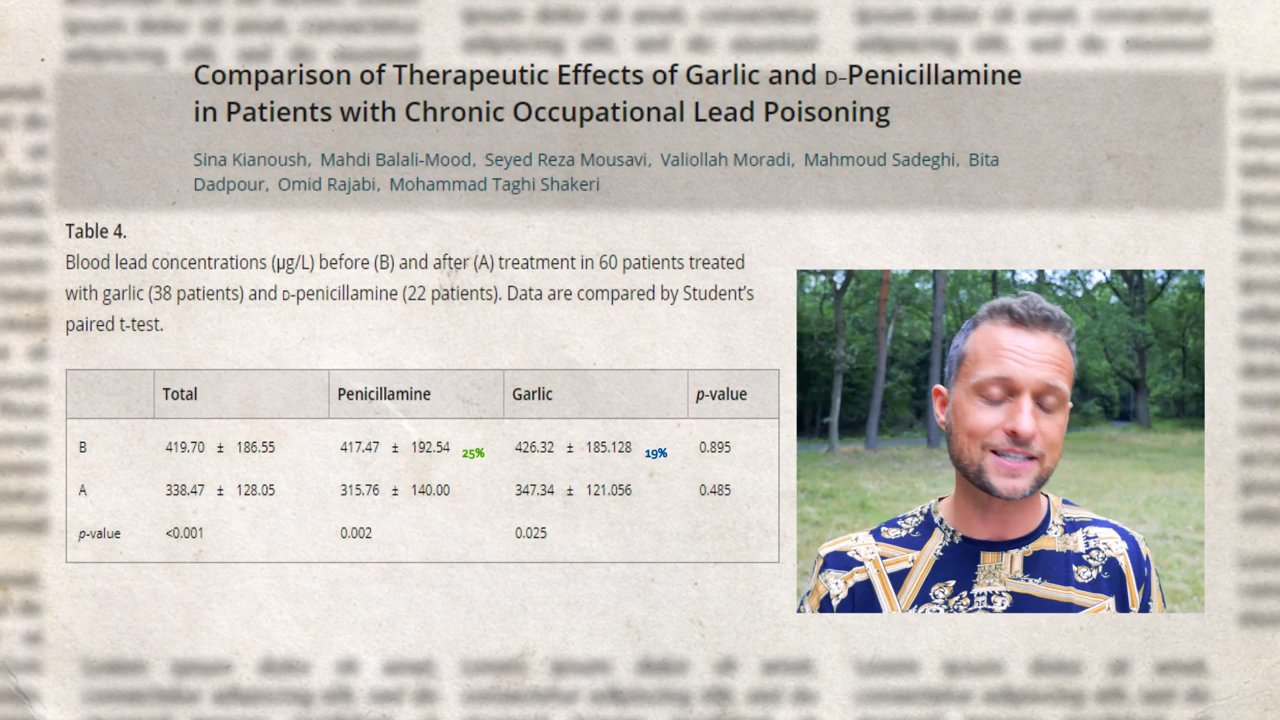 Comparison of Therapeutic Effects of Garlic and D-Penicillamine
in Patients with Chronic Occupational Lead Poisoning
Sina Kianoush, Mahdi Balali-Mood, Seyed Reza Mousavi, Valiollah Moradi, Mahmoud Sadeghi, Bita
Dadpour, Omid Rajabi, Mohammad Taghi Shakeri
Table 4.
Blood lead concentrations (μg/L) before (B) and after (A) treatment in 60 patients treated
with garlic (38 patients) and D-penicillamine (22 patients). Data are compared by Student's
paired t-test.
Total Penicillamine Garlic p-value
B 419.70 ± 186.55 417.47 ± 192.54 25% 426.32 ± 185.128 19% 0.895
A 338.47 ± 128.05 315.76 ± 140.00 347.34 ± 121.056 0.485
p-value <0.001 0.002 0.025